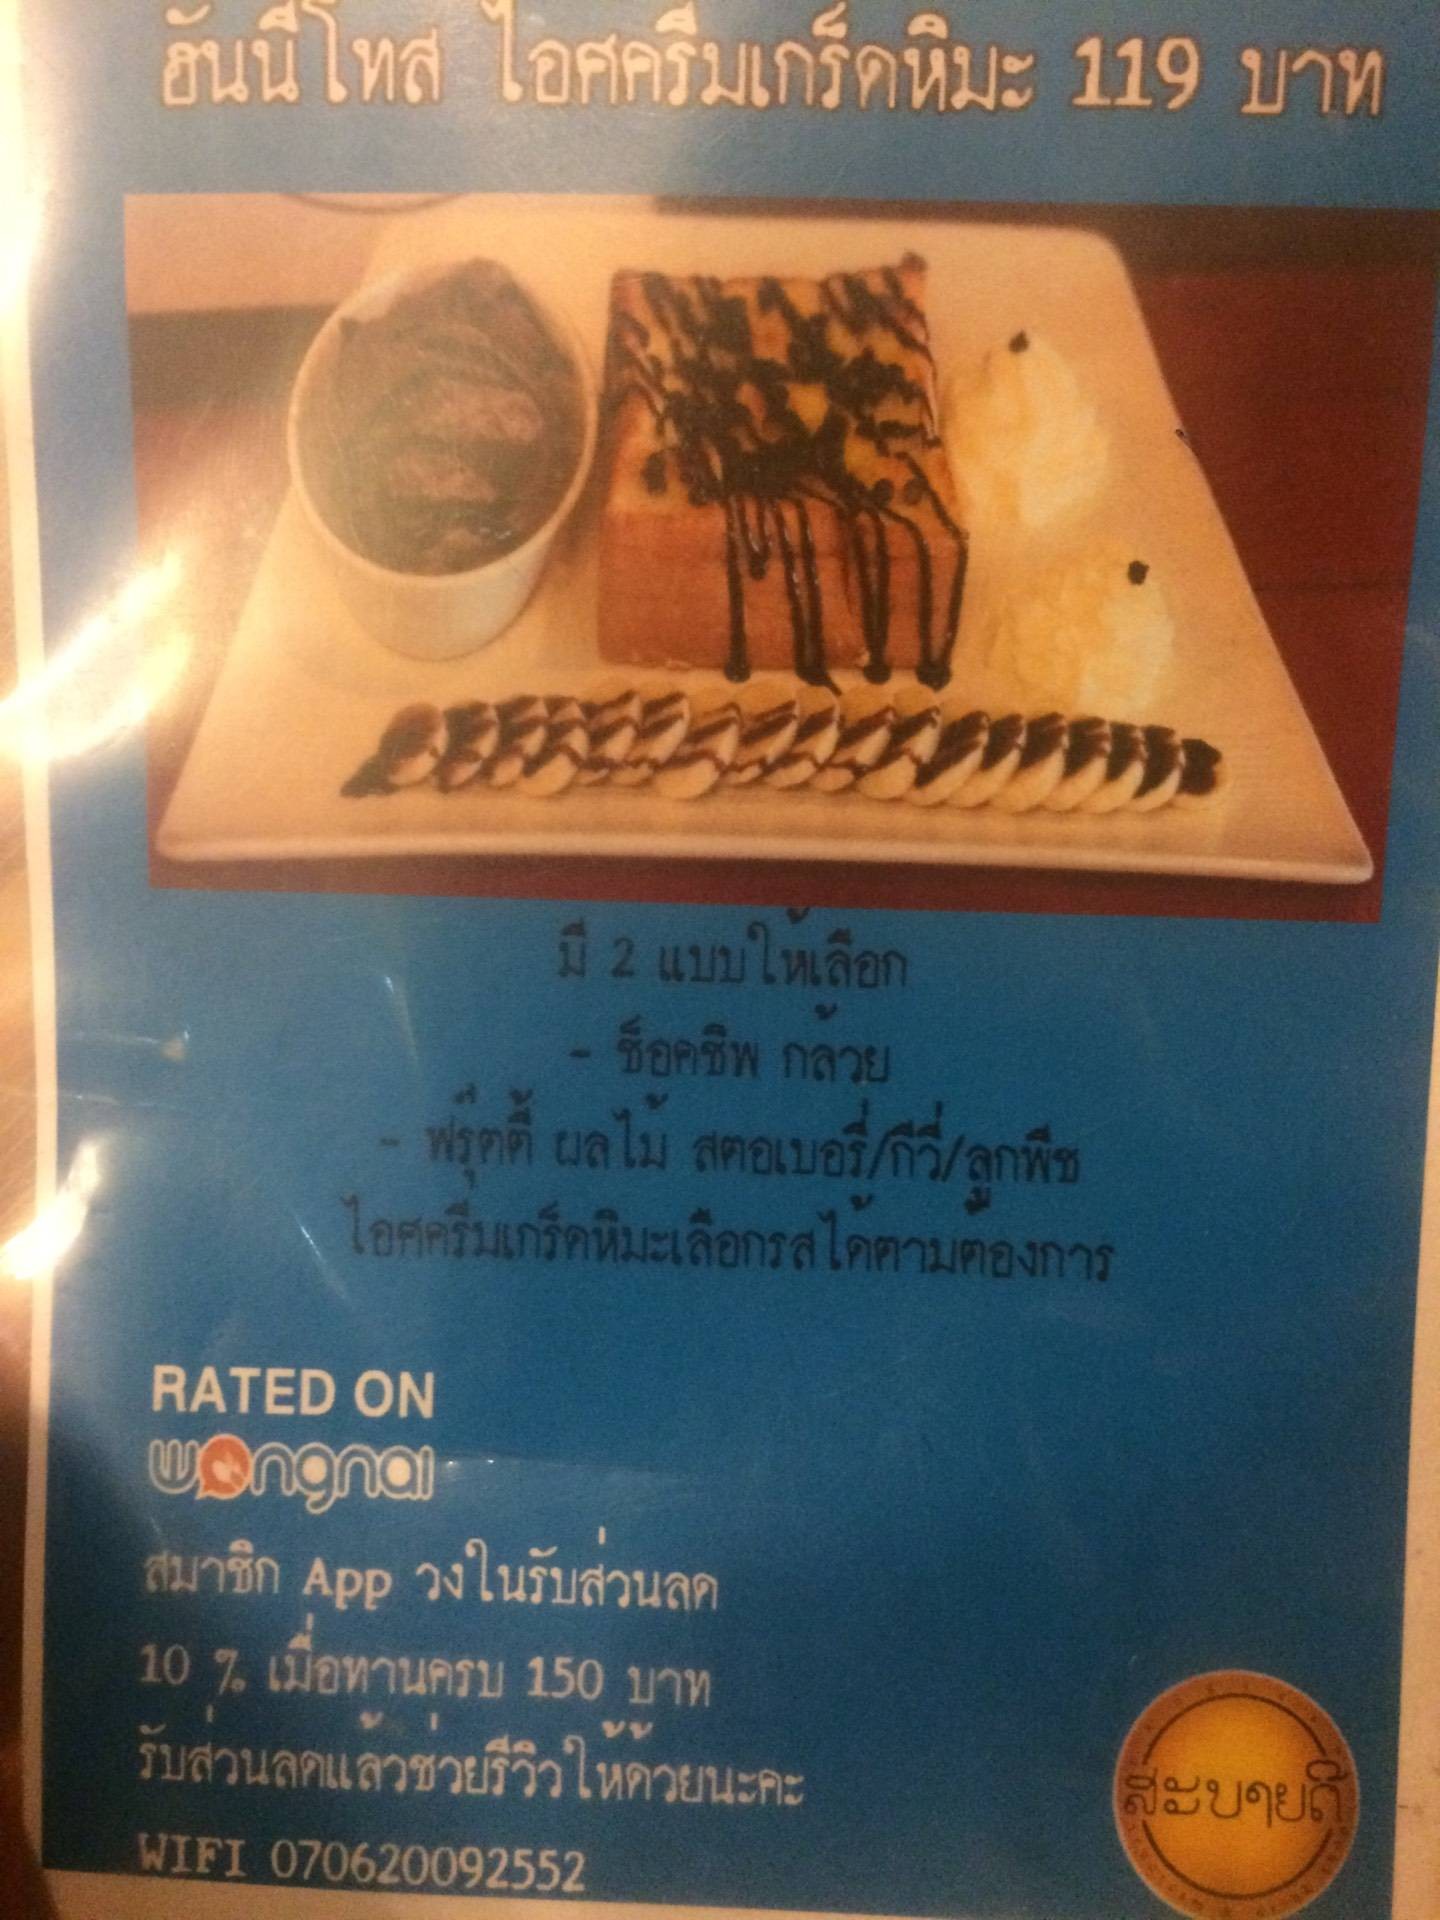 ฮันนี่โทส ไอศครีมเกร็ดหิมะ 119 บาท
มี 2 แบบให้เลือก
- ช็อคชิพ กล้วย
- ฟรุ๊ตตี้ ผลไม้ สตอเบอรี่/กีวี่/ลูกพีช
ไอศครีมเกร็ดหิมะเลือกรสได้ตามต้องการ
RATED ON
wongnai
สมาชิก App วงในรับส่วนลด
10 % เมื่อทานครบ 150 บาท
รับส่วนลดแล้วช่วยรีวิวให้ด้วยนะคะ
WIFI 070620092552
สะบายดี